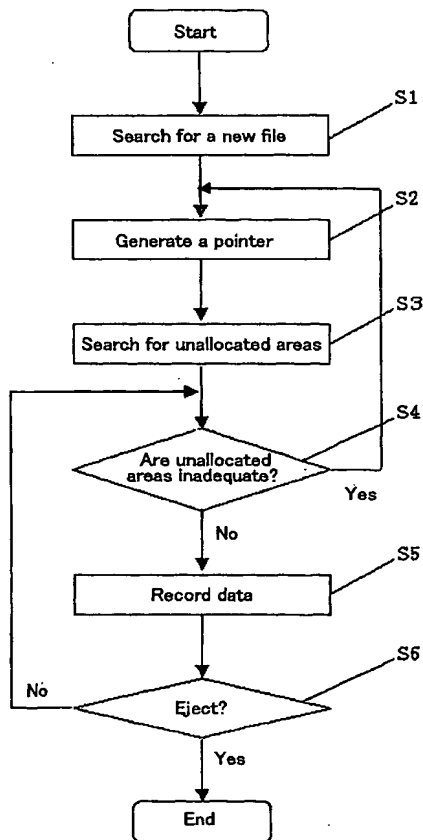 Start
S1
Search for a new file
S2
Generate a pointer
S3
Search for unallocated areas
S4
Are unallocated
areas inadequate?
Yes
No
S5
Record data
S6
No
Eject?
Yes
End